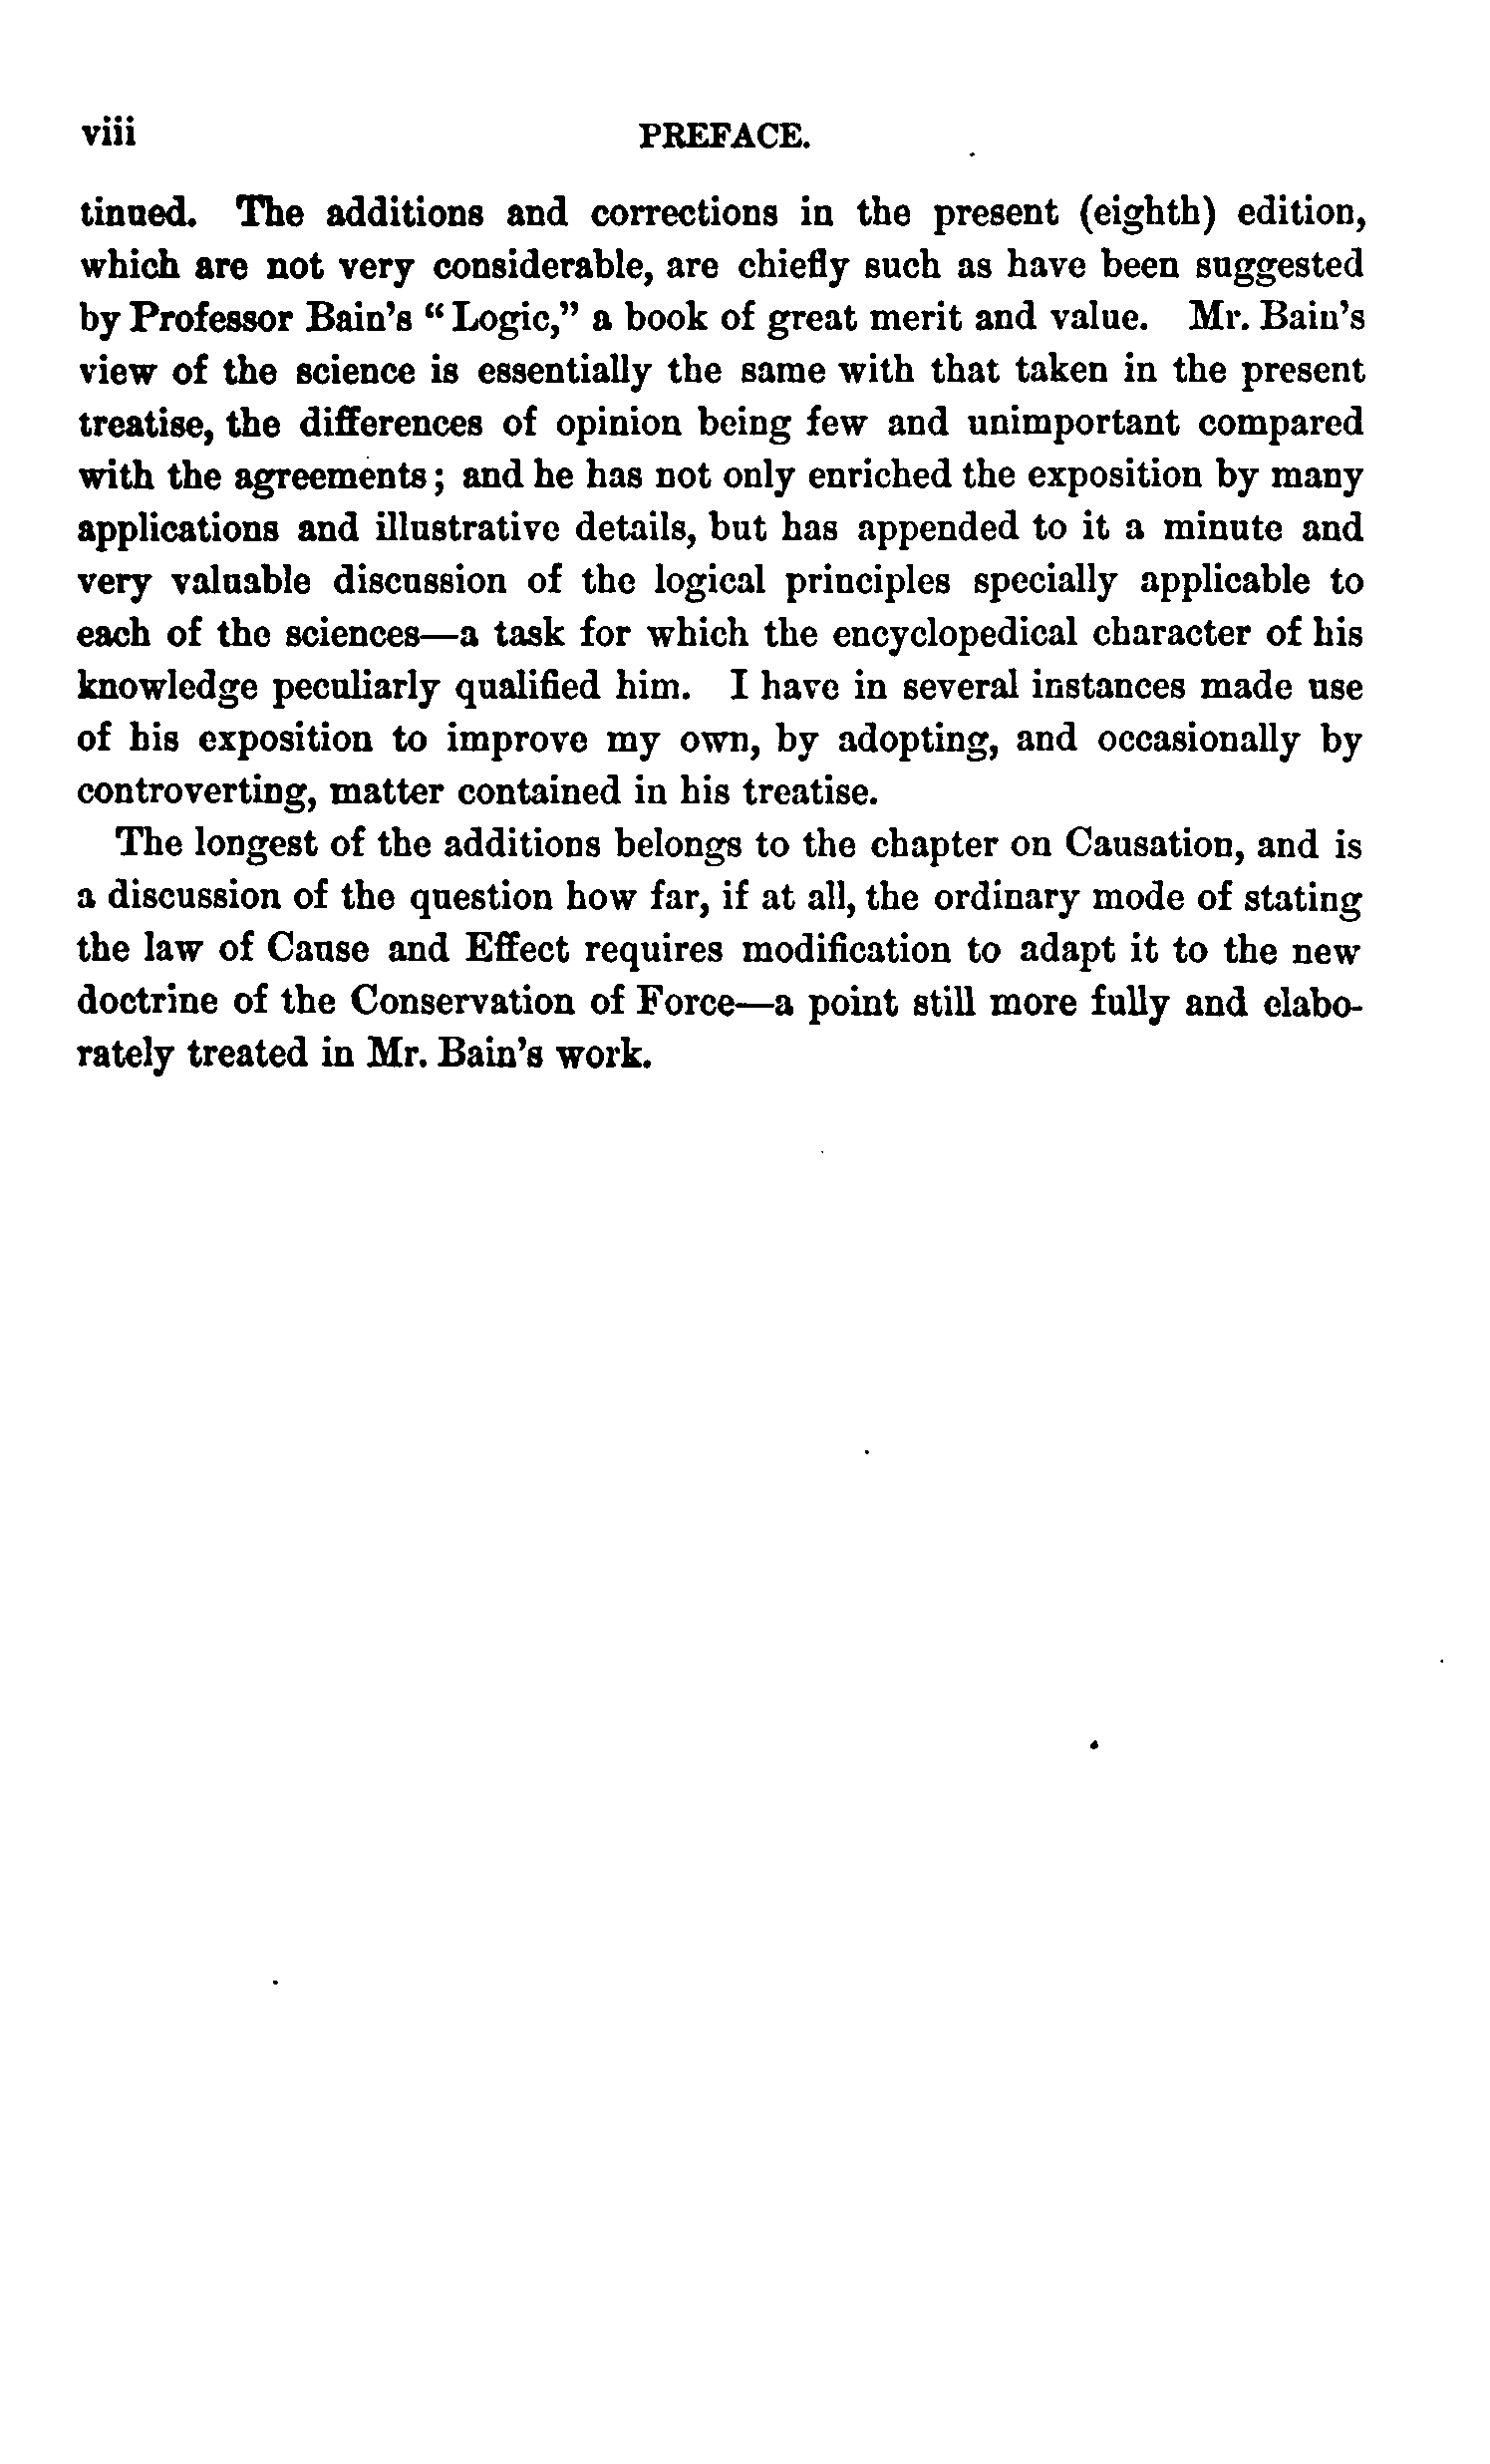 viii PREFACE.
tinued. The additions and corrections in the present (eighth) edition,
which are not very considerable, are chiefly such as have been suggested
by Professor Bain's “Logic,” a book of great merit and value. Mr. Bain's
view of the science is essentially the same with that taken in the present
treatise, the differences of opinion being few and unimportant compared
with the agreements; and he has not only enriched the exposition by many
applications and illustrative details, but has appended to it a minute and
very valuable discussion of the logical principles specially applicable to
each of the sciences—a task for which the encyclopedical character of his
knowledge peculiarly qualified him. I have in several instances made use
of his exposition to improve my own, by adopting, and occasionally by
controverting, matter contained in his treatise.
The longest of the additions belongs to the chapter on Causation, and is
a discussion of the question how far, if at all, the ordinary mode of stating
the law of Cause and Effect requires modification to adapt it to the new
doctrine of the Conservation of Force—a point still more fully and elabo-
rately treated in Mr. Bain's work.